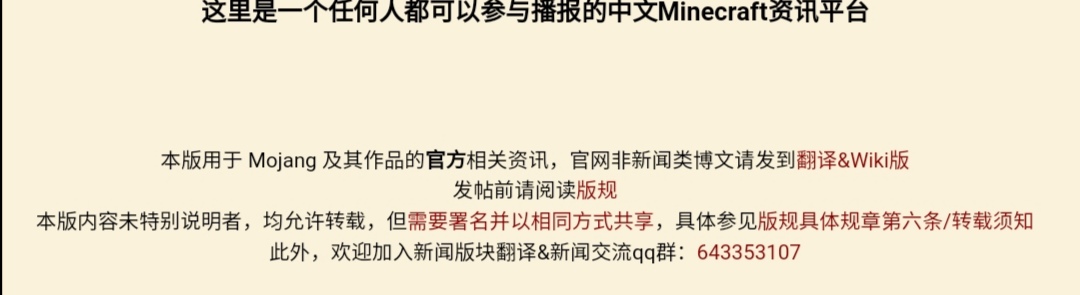 这里是一个任何人都可以参与播报的中文Minecraft资讯平台
本版用于 Mojang 及其作品的官方相关资讯，官网非新闻类博文请发到翻译&Wiki版
发帖前请阅读版规
本版内容未特别说明者，均允许转载，但需要署名并以相同方式共享，具体参见版规具体规章第六条/转载须知
此外，欢迎加入新闻版块翻译&新闻交流qq群：643353107